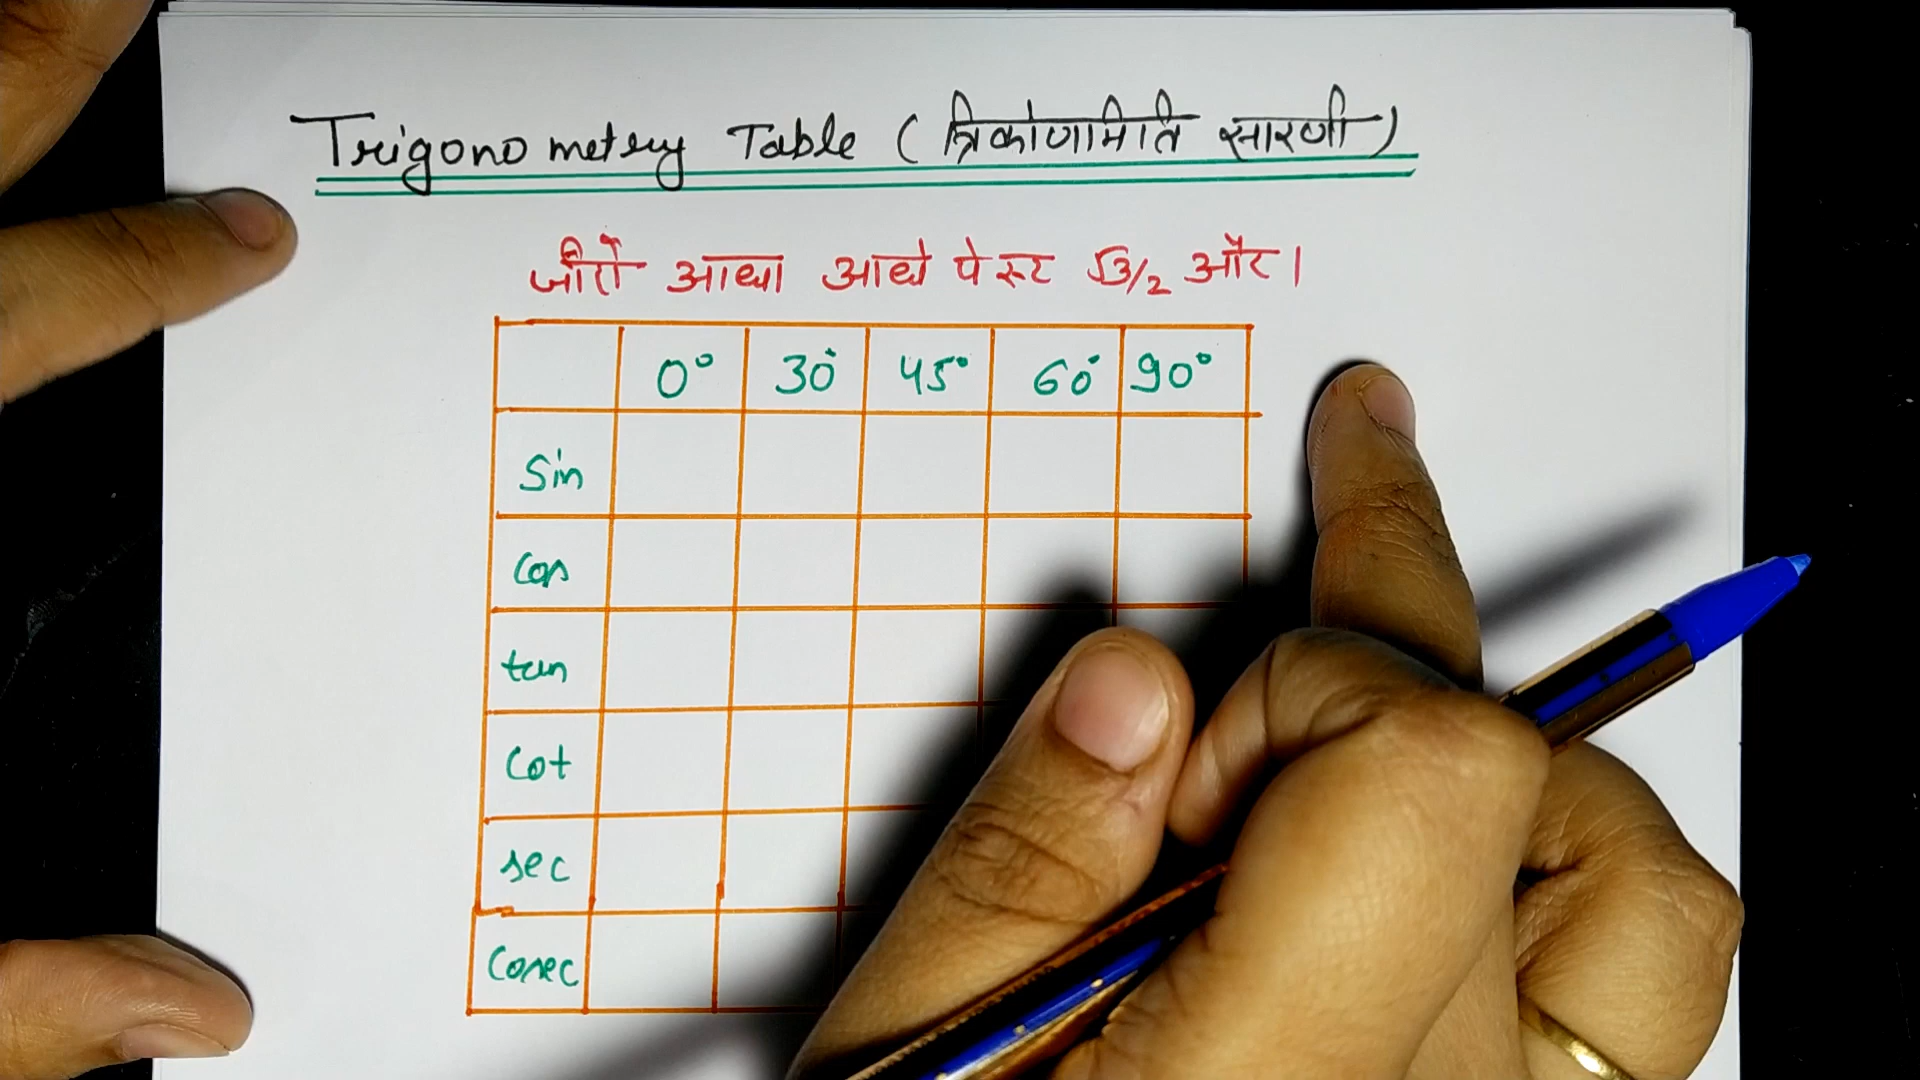 Trigonometry Table ( त्रिकोणामिति सारणी )
जीरो आधा आधे पे रूट √3/2 और 1
0° 30° 45° 60° 90°
Sin
Cos
tan
Cot
sec
Cosec